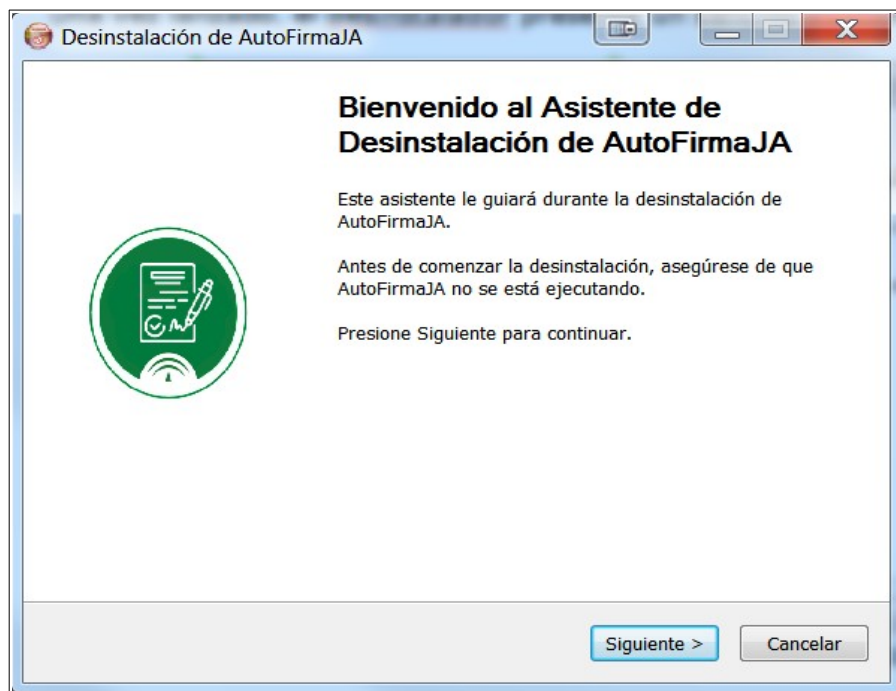 Desinstalación de AutoFirmaJA
Bienvenido al Asistente de
Desinstalación de AutoFirmaJA
Este asistente le guiará durante la desinstalación de
AutoFirmaJA.
Antes de comenzar la desinstalación, asegúrese de que
AutoFirmaJA no se está ejecutando.
Presione Siguiente para continuar.
Siguiente >
Cancelar